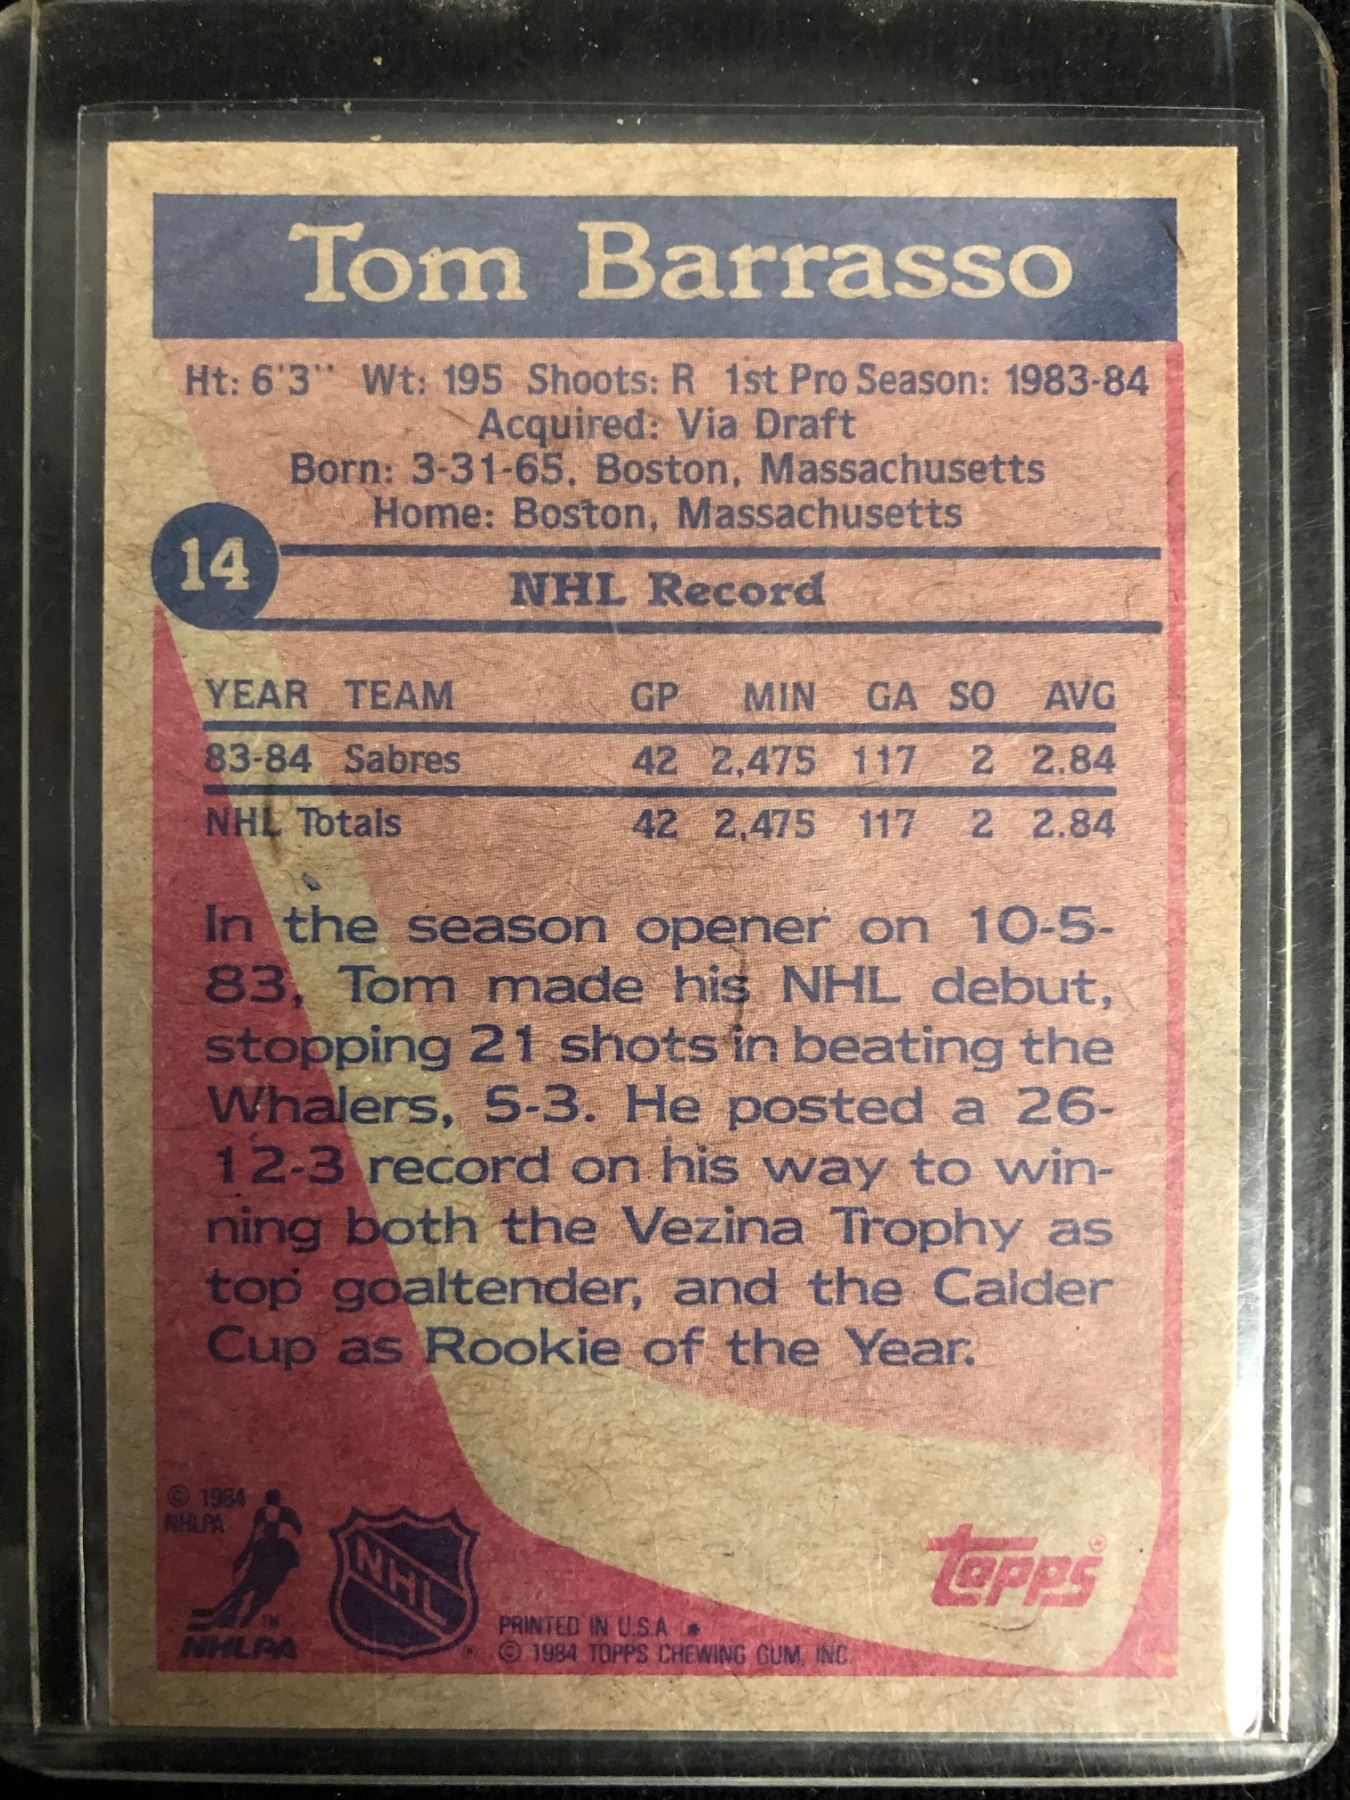 Tom Barrasso
Ht: 6'3" Wt: 195 Shoots: R 1st Pro Season: 1983-84
Acquired: Via Draft
Born: 3-31-65, Boston, Massachusetts
Home: Boston, Massachusetts
14
NHL Record
YEAR TEAM GP MIN GA SO AVG
83-84 Sabres 42 2,475 117 2 2.84
NHL Totals 42 2,475 117 2 2.84
In the season opener on 10-5-
83, Tom made his NHL debut,
stopping 21 shots in beating the
Whalers, 5-3. He posted a 26-
12-3 record on his way to win-
ning both the Vezina Trophy as
top goaltender, and the Calder
Cup as Rookie of the Year.
© 1984
NHLPA
TM
NHLPA
NHL
®
PRINTED IN U.S.A. *
© 1984 TOPPS CHEWING GUM, INC.
topps®